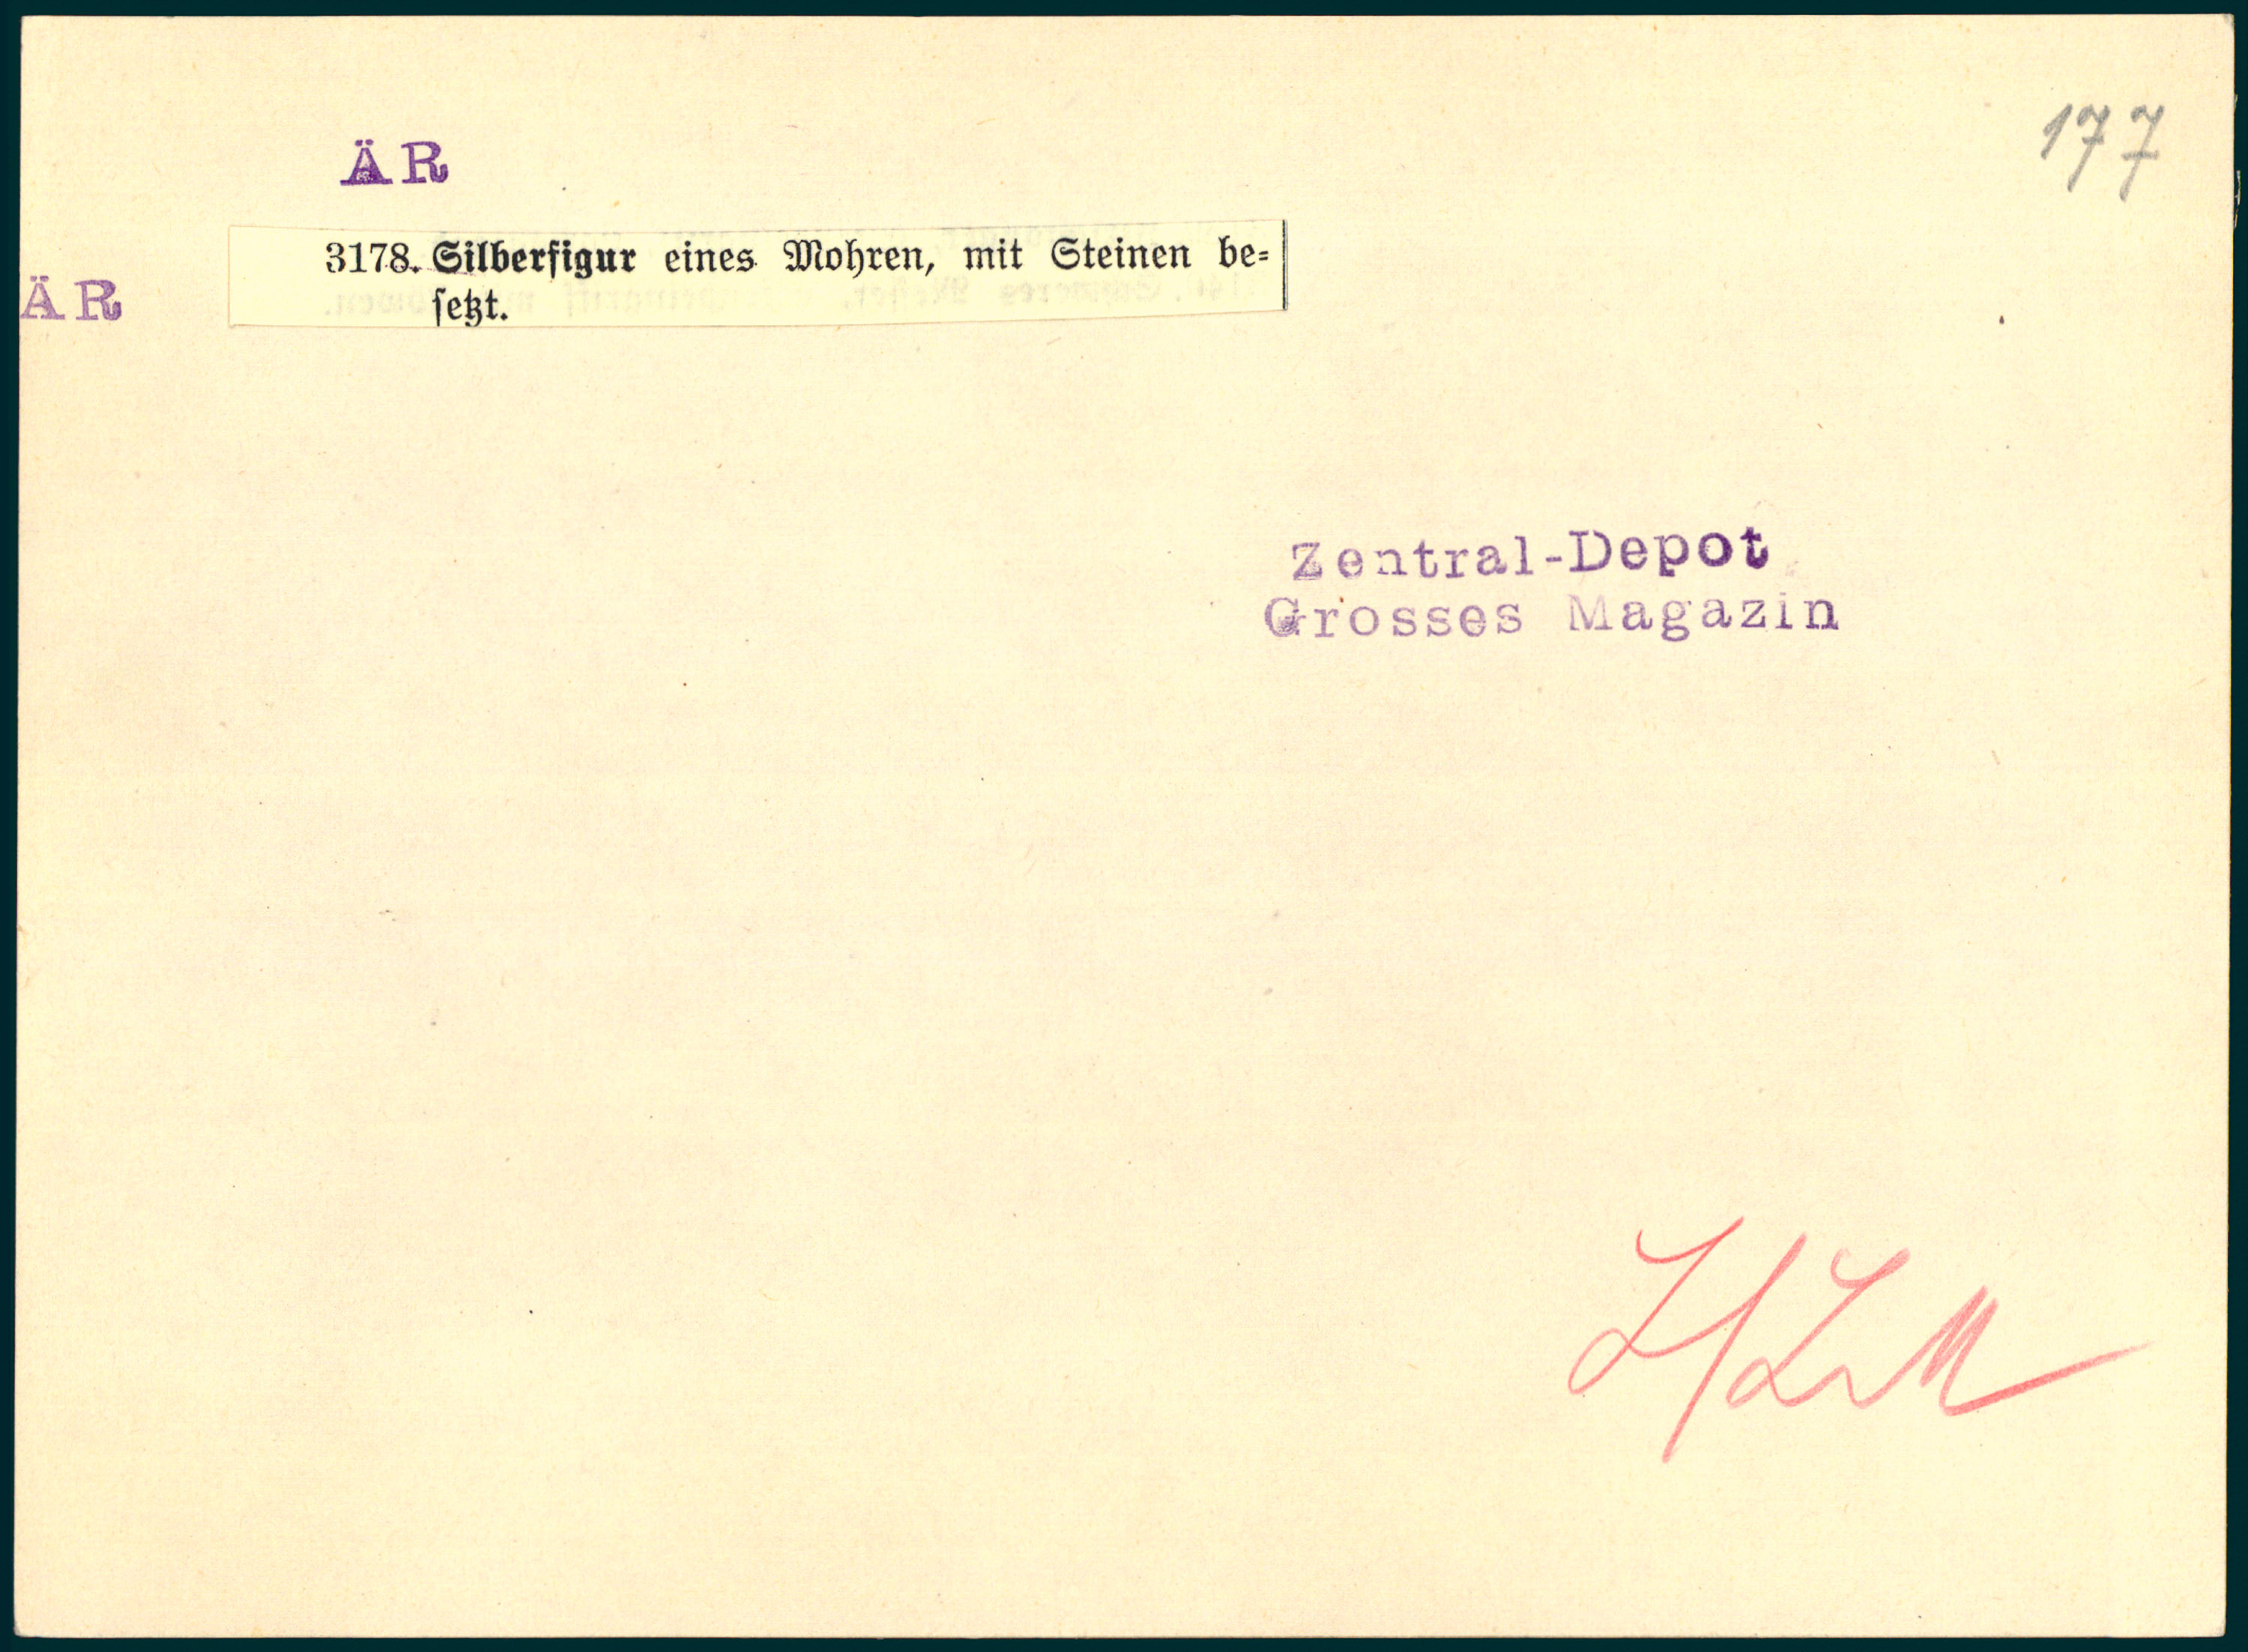 177
ÄR
3178. Silberfigur eines Mohren, mit Steinen be-
setzt.
ÄR
Zentral-Depot
Grosses Magazin